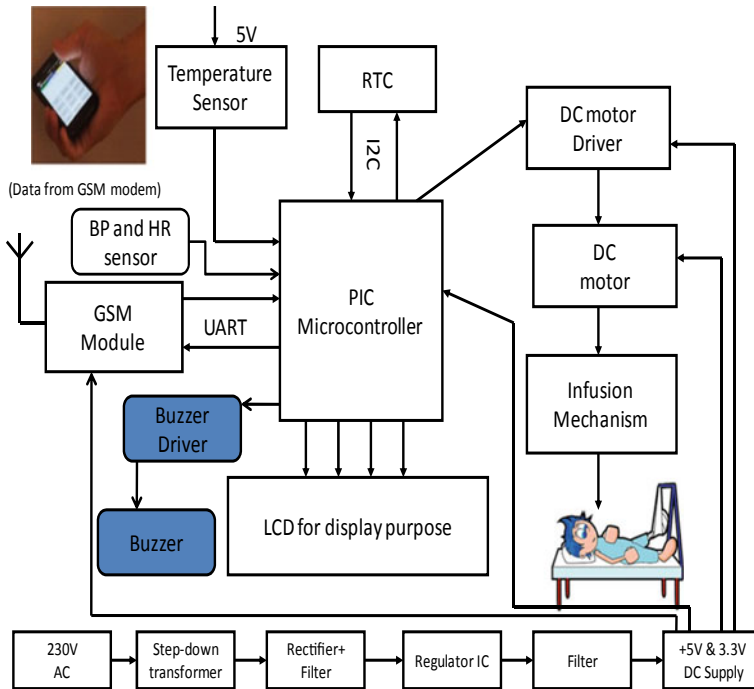 5V
Temperature
Sensor
RTC
I2C
DC motor
Driver
(Data from GSM modem)
BP and HR
sensor
GSM
Module
UART
PIC
Microcontroller
DC
motor
Infusion
Mechanism
Buzzer
Driver
Buzzer
LCD for display purpose
230V
AC
Step-down
transformer
Rectifier+
Filter
Regulator IC
Filter
+5V & 3.3V
DC Supply